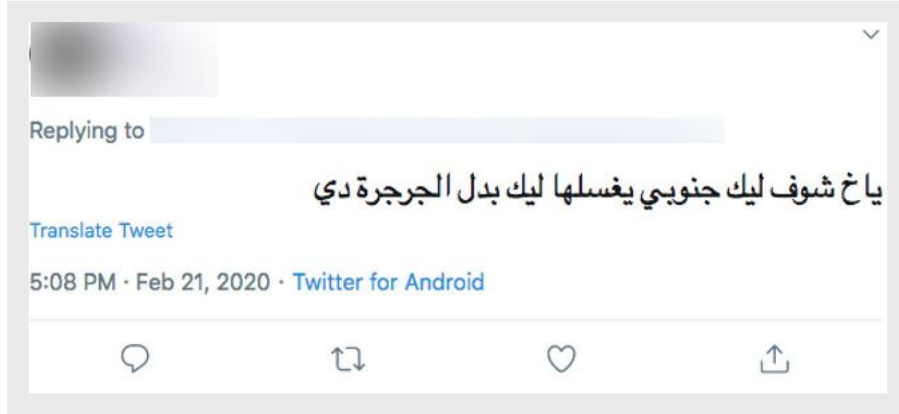 Replying to
ياخ شوف ليك جنوبي يغسلها ليك بدل الجرجرة دي
Translate Tweet
5:08 PM · Feb 21, 2020 · Twitter for Android